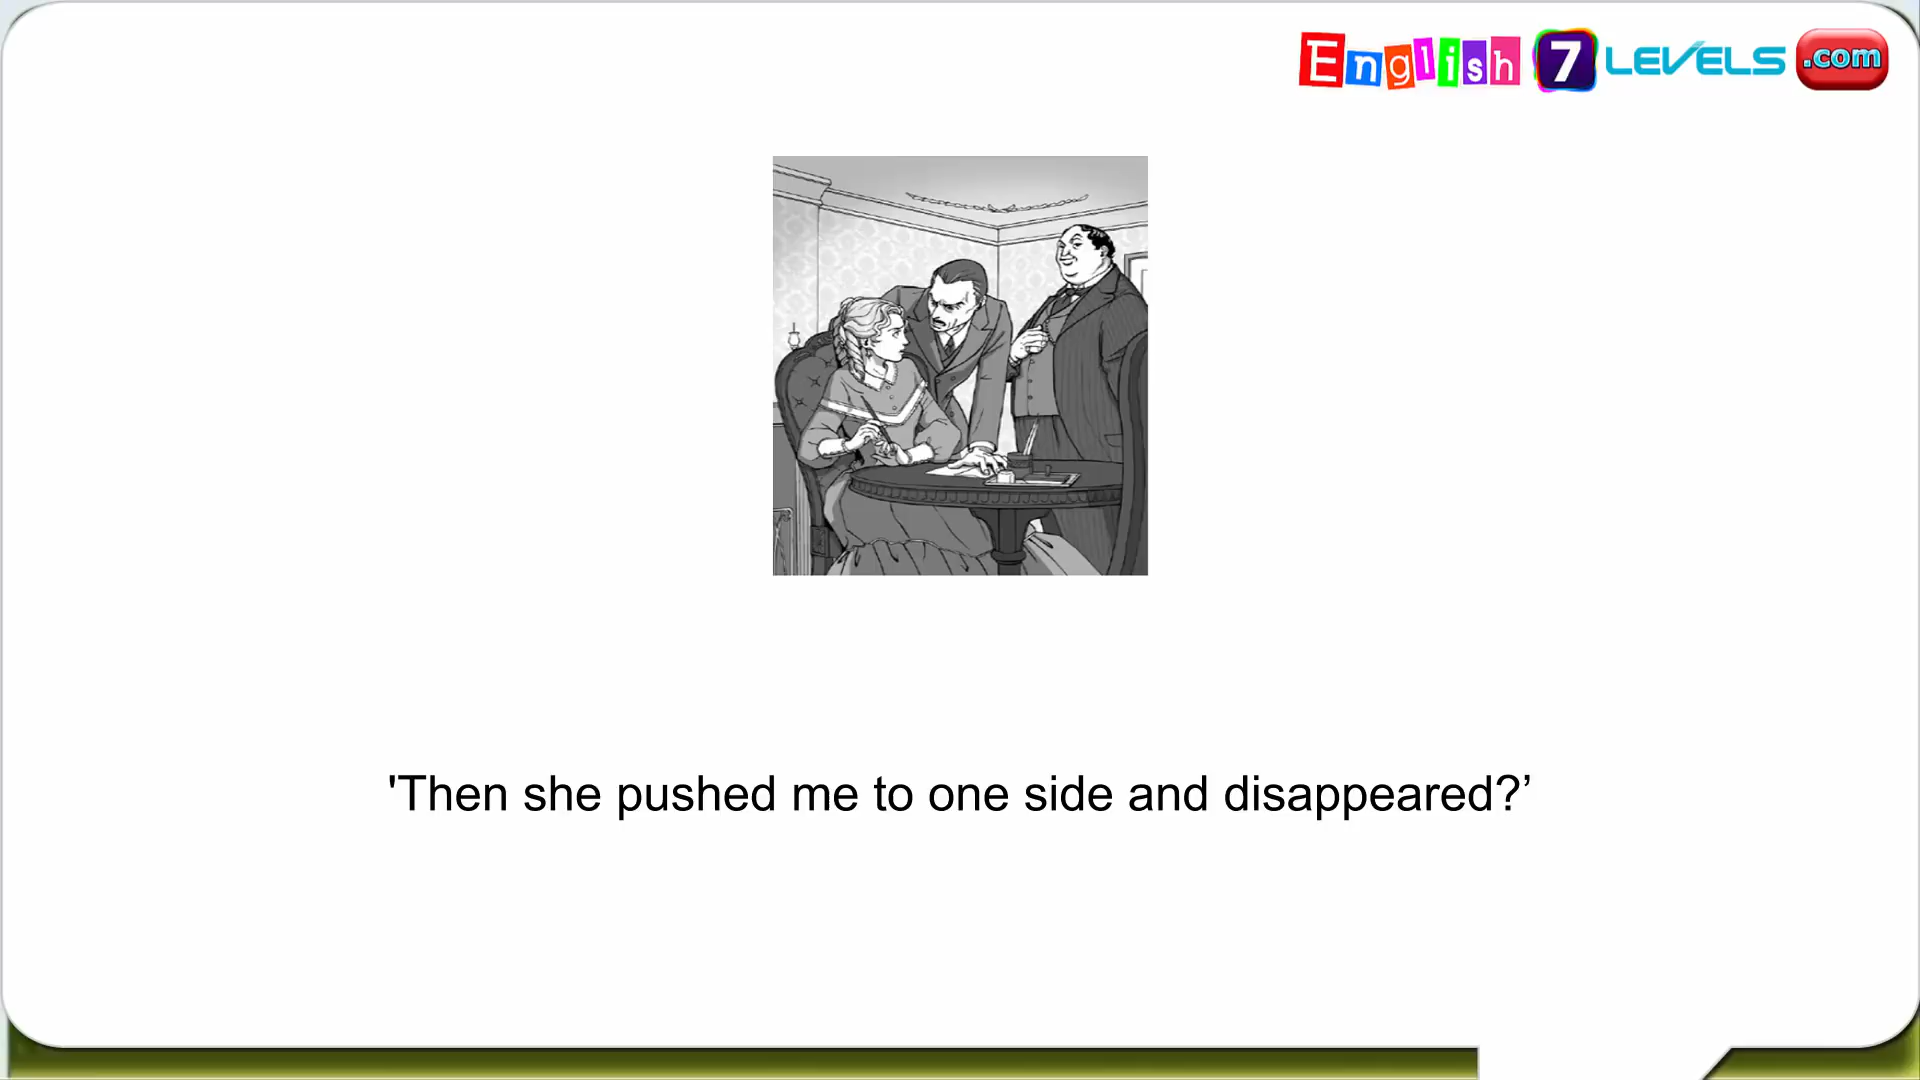 English 7 LEVELS .com
'Then she pushed me to one side and disappeared?’